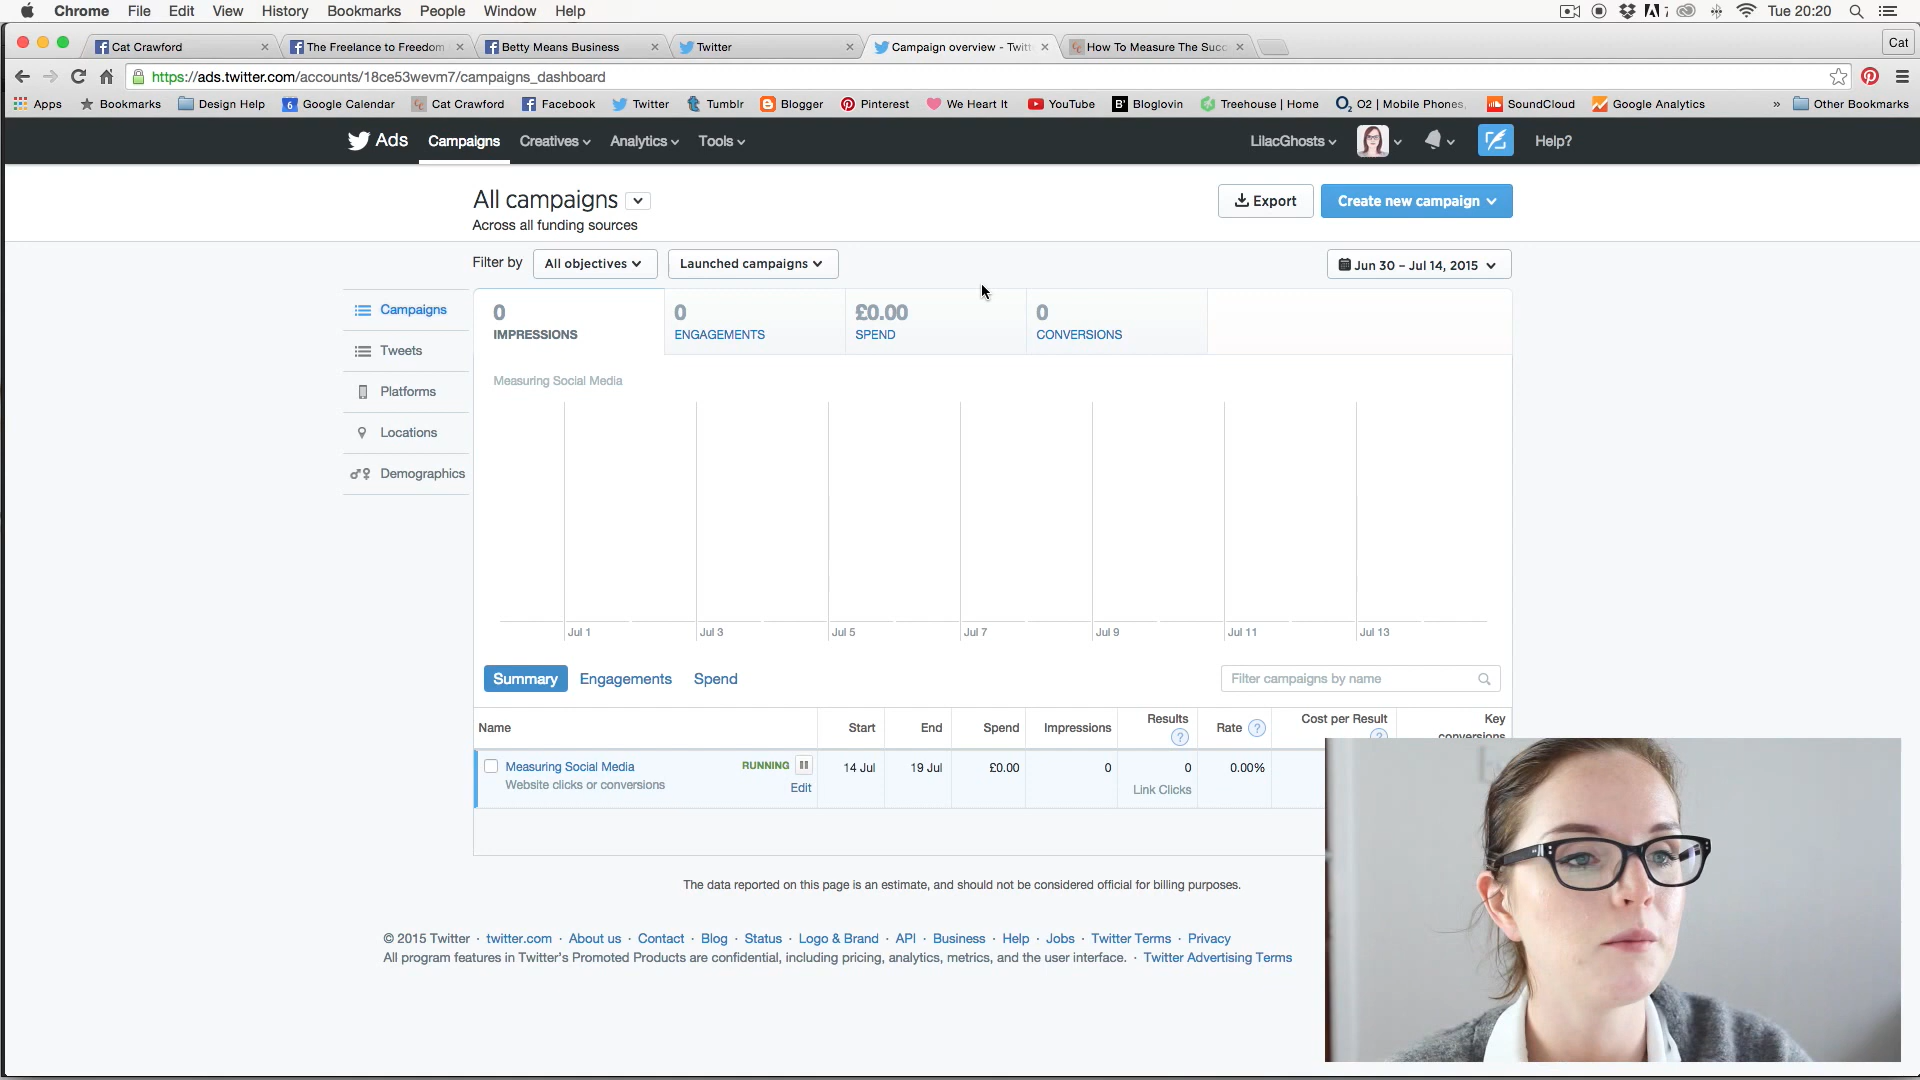 Chrome File Edit View History Bookmarks People Window Help
Tue 20:20
Cat Crawford
The Freelance to Freedom
Betty Means Business
Twitter
Campaign overview - Twitt
How To Measure The Succ
Cat
https://ads.twitter.com/accounts/18ce53wevm7/campaigns_dashboard
Apps Bookmarks Design Help Google Calendar Cat Crawford Facebook Twitter Tumblr Blogger Pinterest We Heart It YouTube Bloglovin Treehouse | Home O2 | Mobile Phones, SoundCloud Google Analytics » Other Bookmarks
Ads Campaigns Creatives Analytics Tools LilacGhosts Help?
All campaigns
Across all funding sources
Export
Create new campaign
Filter by All objectives Launched campaigns Jun 30 – Jul 14, 2015
Campaigns
Tweets
Platforms
Locations
Demographics
0 0 £0.00 0
IMPRESSIONS ENGAGEMENTS SPEND CONVERSIONS
Measuring Social Media
Jul 1 Jul 3 Jul 5 Jul 7 Jul 9 Jul 11 Jul 13
Summary Engagements Spend Filter campaigns by name
Name Start End Spend Impressions Results ? Rate ? Cost per Result ? Key conversions
Measuring Social Media RUNNING 14 Jul 19 Jul £0.00 0 0 0.00%
Website clicks or conversions Edit Link Clicks
The data reported on this page is an estimate, and should not be considered official for billing purposes.
© 2015 Twitter · twitter.com · About us · Contact · Blog · Status · Logo & Brand · API · Business · Help · Jobs · Twitter Terms · Privacy
All program features in Twitter's Promoted Products are confidential, including pricing, analytics, metrics, and the user interface. · Twitter Advertising Terms